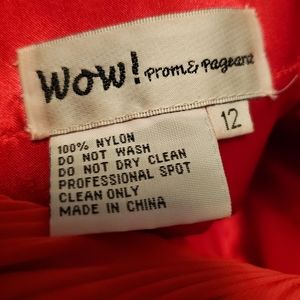 Wow! Prom & Pageant
12
100% NYLON
DO NOT WASH
DO NOT DRY CLEAN
PROFESSIONAL SPOT
CLEAN ONLY
MADE IN CHINA